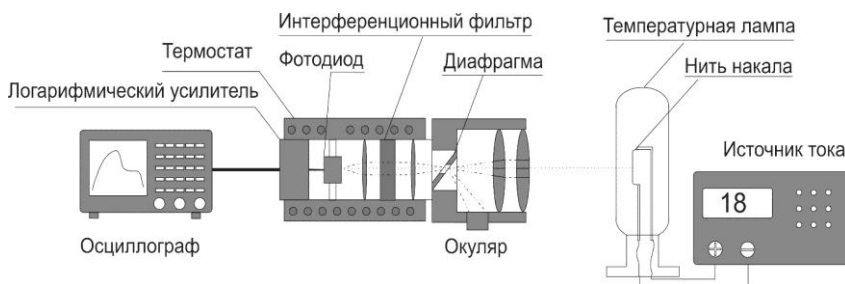 Интерференционный фильтр
Температурная лампа
Термостат
Фотодиод
Диафрагма
Нить накала
Логарифмический усилитель
Источник тока
18
Осциллограф
Окуляр